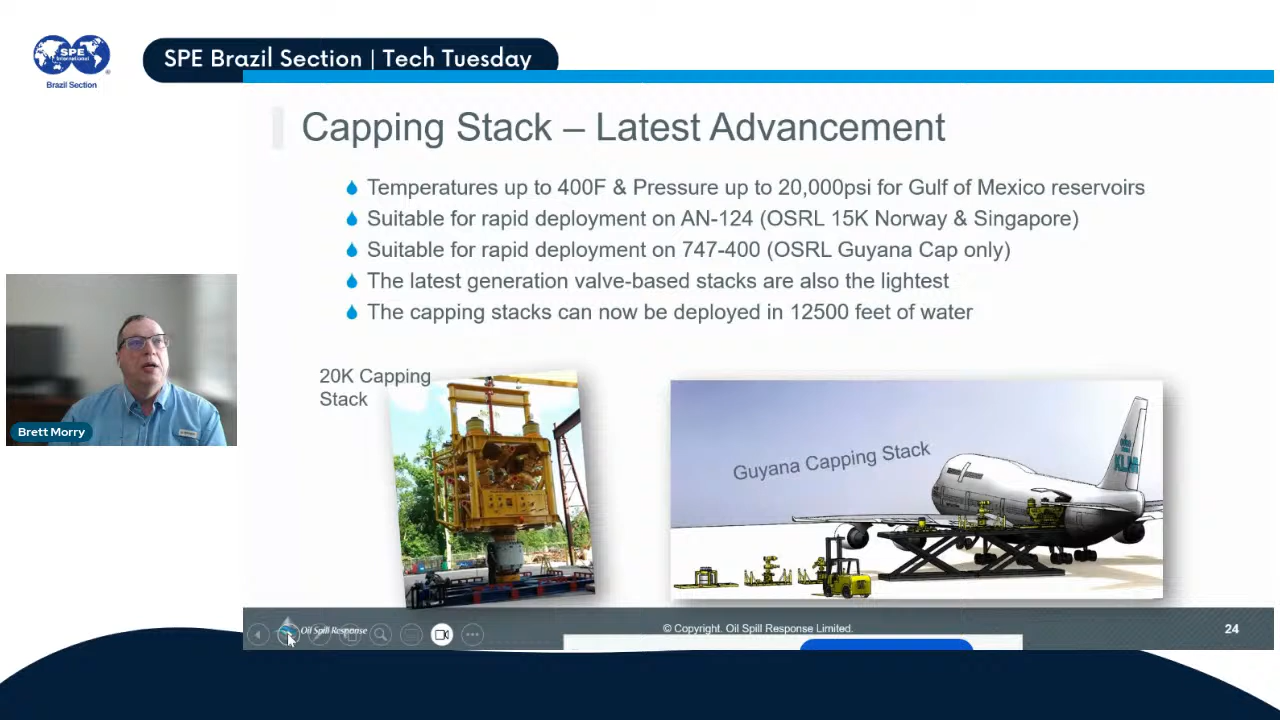 SPE
International
Brazil Section
SPE Brazil Section | Tech Tuesday
Capping Stack – Latest Advancement
Temperatures up to 400F & Pressure up to 20,000psi for Gulf of Mexico reservoirs
Suitable for rapid deployment on AN-124 (OSRL 15K Norway & Singapore)
Suitable for rapid deployment on 747-400 (OSRL Guyana Cap only)
The latest generation valve-based stacks are also the lightest
The capping stacks can now be deployed in 12500 feet of water
20K Capping
Stack
Guyana Capping Stack
KLM
Brett Morry
Oil Spill Response
© Copyright. Oil Spill Response Limited.
24